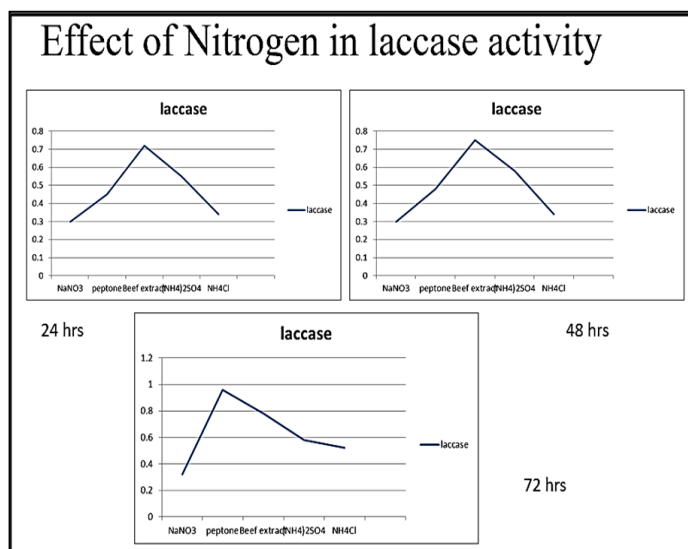 Effect of Nitrogen in laccase activity
laccase
0.8
0.7
0.6
0.5
0.4
0.3
0.2
0.1
0
NaNO3 peptone Beef extract (NH4)2SO4 NH4Cl
laccase
24 hrs
laccase
0.8
0.7
0.6
0.5
0.4
0.3
0.2
0.1
0
NaNO3 peptone Beef extract (NH4)2SO4 NH4Cl
laccase
48 hrs
laccase
1.2
1
0.8
0.6
0.4
0.2
0
NaNO3 peptone Beef extract (NH4)2SO4 NH4Cl
laccase
72 hrs